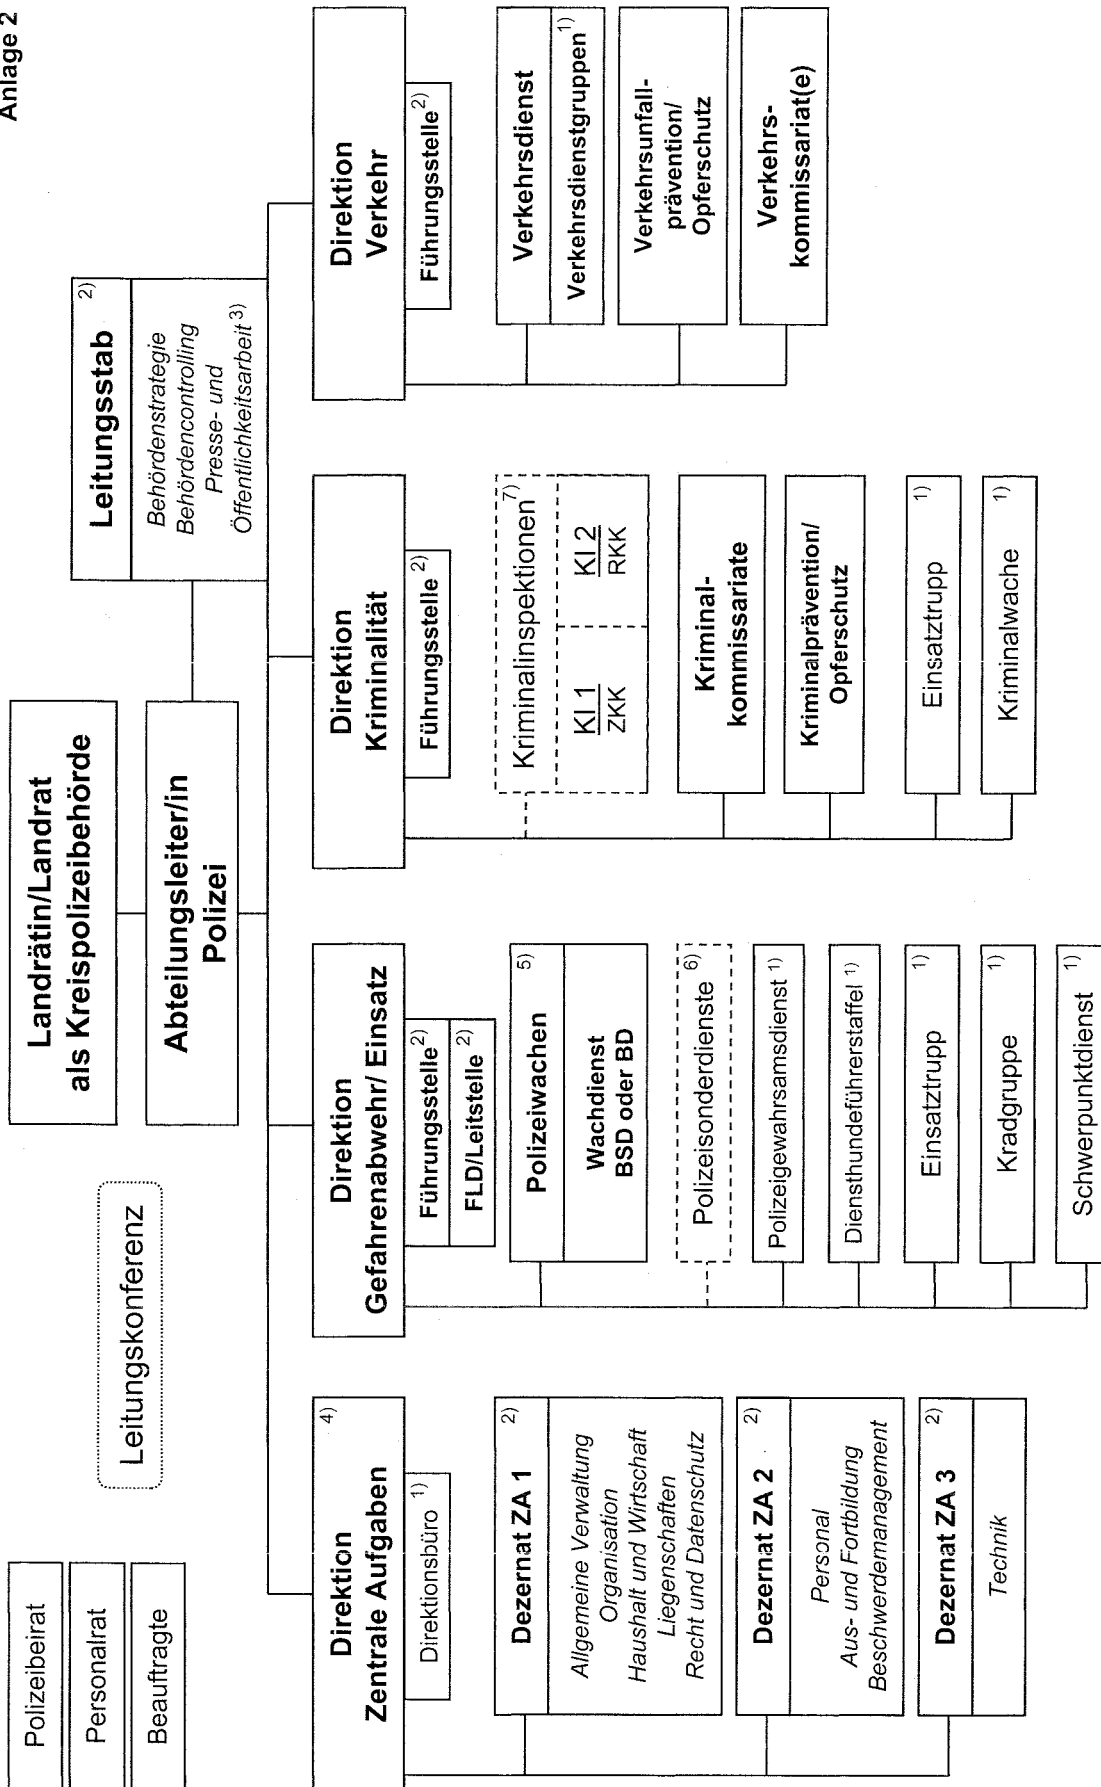 Anlage 2
Polizeibeirat
Personalrat
Beauftragte
Leitungskonferenz
Landrätin/Landrat
als Kreispolizeibehörde
Abteilungsleiter/in
Polizei
Leitungsstab 2)
Behördenstrategie
Behördencontrolling
Presse- und
Öffentlichkeitsarbeit 3)
Direktion
Zentrale Aufgaben 4)
Direktionsbüro 1)
Dezernat ZA 1 2)
Allgemeine Verwaltung
Organisation
Haushalt und Wirtschaft
Liegenschaften
Recht und Datenschutz
Dezernat ZA 2 2)
Personal
Aus- und Fortbildung
Beschwerdemanagement
Dezernat ZA 3 2)
Technik
Direktion
Gefahrenabwehr/ Einsatz
Führungsstelle 2)
FLD/Leitstelle 2)
Polizeiwachen 5)
Wachdienst
BSD oder BD
Polizeisonderdienste 6)
Polizeigewahrsamsdienst 1)
Diensthundeführerstaffel 1)
Einsatztrupp 1)
Kradgruppe 1)
Schwerpunktdienst 1)
Direktion
Kriminalität
Führungsstelle 2)
Kriminalinspektionen 7)
KI 1
ZKK
KI 2
RKK
Kriminal-
kommissariate
Kriminalprävention/
Opferschutz
Einsatztrupp 1)
Kriminalwache 1)
Direktion
Verkehr
Führungsstelle 2)
Verkehrsdienst
Verkehrsdienstgruppen 1)
Verkehrsunfall-
prävention/
Opferschutz
Verkehrs-
kommissariat(e)